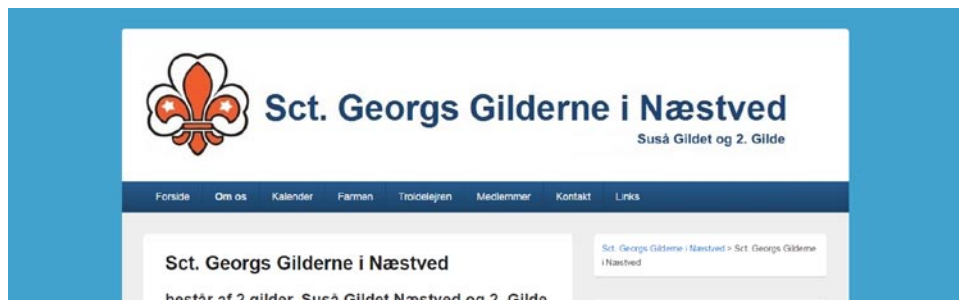 Sct. Georgs Gilderne i Næstved
Suså Gildet og 2. Gilde
Forside Om os Kalender Farmen Troldelejren Medlemmer Kontakt Links
Sct. Georgs Gilderne i Næstved > Sct. Georgs Gilderne
i Næstved
Sct. Georgs Gilderne i Næstved
består af 2 gilder, Suså Gildet Næstved og 2. Gilde